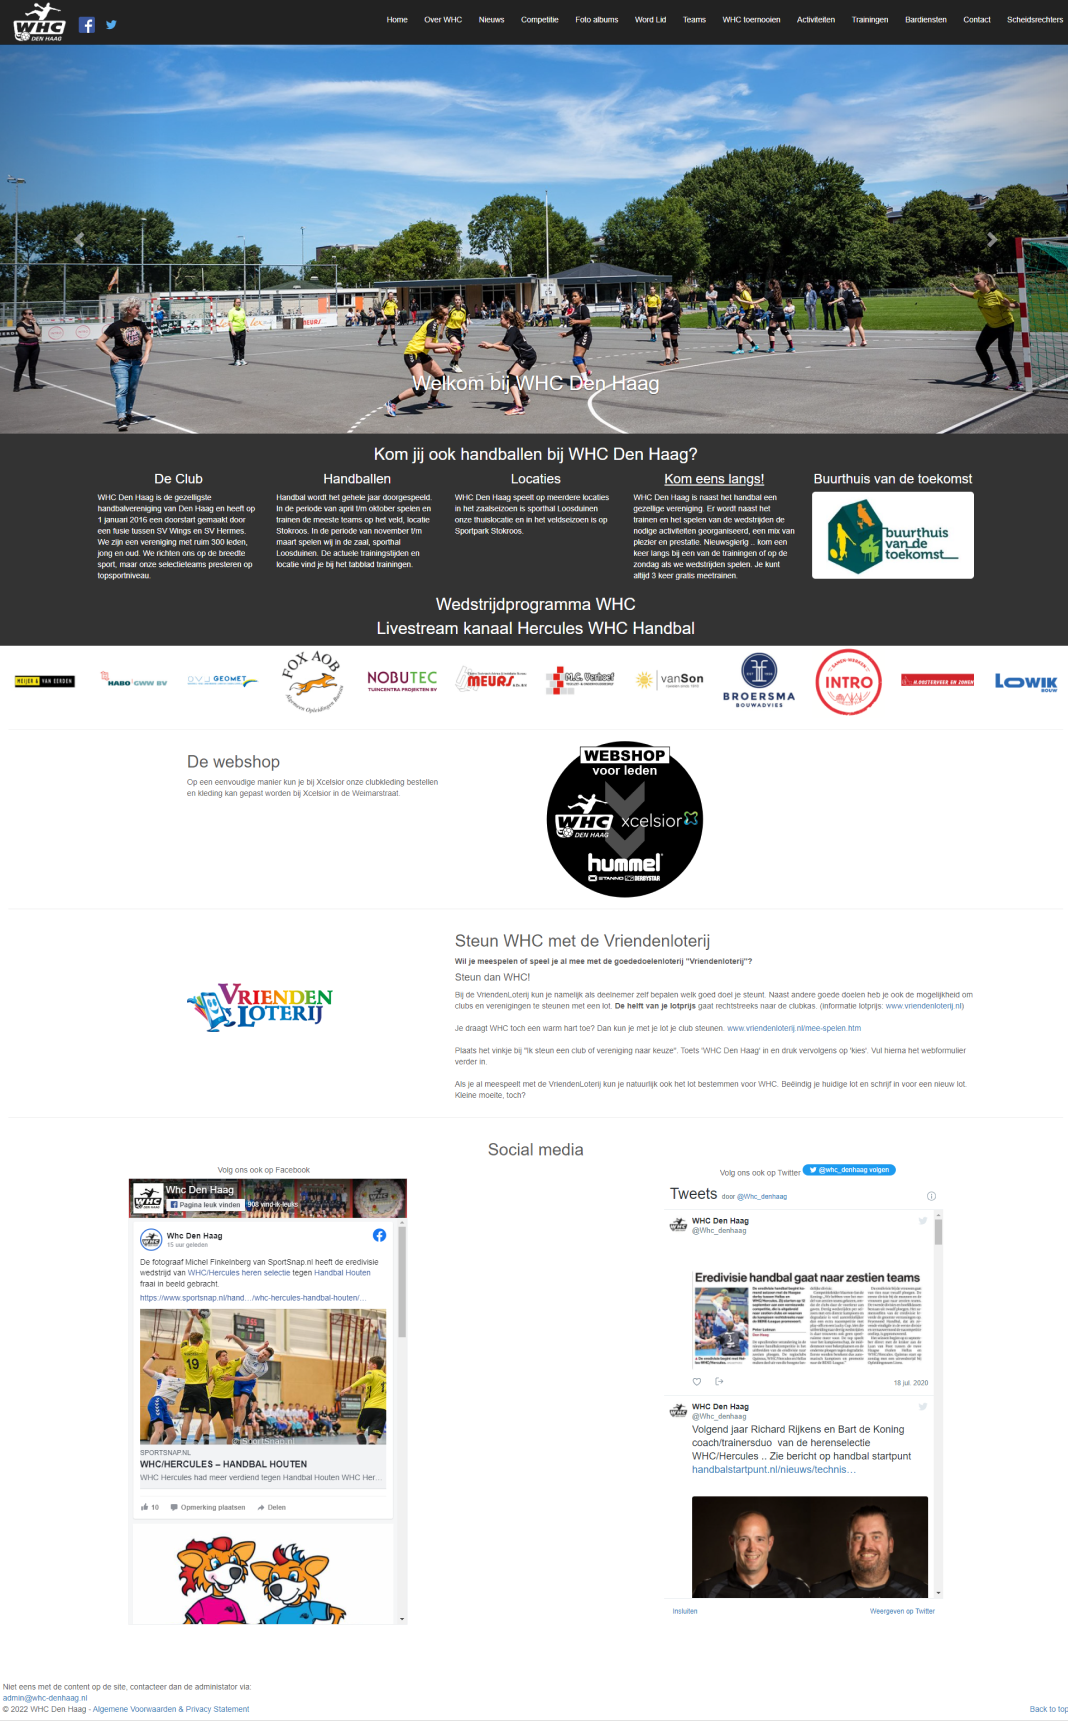 WHC
DEN HAAG
Home Over WHC Nieuws Competitie Foto albums Word Lid Teams WHC toernooien Activiteiten Trainingen Bardiensten Contact Scheidsrechters
Welkom bij WHC Den Haag
Kom jij ook handballen bij WHC Den Haag?
De Club
WHC Den Haag is de gezelligste
handbalvereniging van Den Haag en heeft op
1 januari 2016 een doorstart gemaakt door
een fusie tussen SV Wings en SV Hermes.
We zijn een vereniging met ruim 300 leden,
jong en oud. We richten ons op de breedte
sport, maar onze selectieteams presteren op
topsportniveau.
Handballen
Handbal wordt het gehele jaar doorgespeeld.
In de periode van april t/m oktober spelen en
trainen de meeste teams op het veld, locatie
Stokroos. In de periode van november t/m
maart spelen wij in de zaal, sporthal
Loosduinen. De actuele trainingstijden en
locatie vind je bij het tabblad trainingen.
Locaties
WHC Den Haag speelt op meerdere locaties
in het zaalseizoen is sporthal Loosduinen
onze thuislocatie en in het veldseizoen is op
Sportpark Stokroos.
Kom eens langs!
WHC Den Haag is naast het handbal een
gezellige vereniging. Er wordt naast het
trainen en het spelen van de wedstrijden de
nodige activiteiten georganiseerd, een mix van
plezier en prestatie. Nieuwsgierig .. kom een
keer langs bij een van de trainingen of op de
zondag als we wedstrijden spelen. Je kunt
altijd 3 keer gratis meetrainen.
Buurthuis van de toekomst
buurthuis
van de
toekomst
Wedstrijdprogramma WHC
Livestream kanaal Hercules WHC Handbal
MEIJER & VAN EERDEN
HABO GWW BV
OVJ GEOMET
FOX AOB
Algemeen Opleidingen Bureau
NOBUTEC
TUINCENTRA PROJEKTEN BV
MEURS
M.C. Verhoef
vanSon
BROERSMA
BOUWADVIES
SAMEN-WERKEN
INTRO
H.OOSTERVEER EN ZONEN
LOWIK
BOUW
De webshop
Op een eenvoudige manier kun je bij Xcelsior onze clubkleding bestellen
en kleding kan gepast worden bij Xcelsior in de Weimarstraat.
WEBSHOP
voor leden
WHC
DEN HAAG
xcelsior
hummel
STANNO DERBYSTAR
VRIENDEN
LOTERIJ
Steun WHC met de Vriendenloterij
Wil je meespelen of speel je al mee met de goededoelenloterij "Vriendenloterij"?
Steun dan WHC!
Bij de VriendenLoterij kun je namelijk als deelnemer zelf bepalen welk goed doel je steunt. Naast andere goede doelen heb je ook de mogelijkheid om
clubs en verenigingen te steunen met een lot. De helft van je lotprijs gaat rechtstreeks naar de clubkas. (informatie lotprijs: www.vriendenloterij.nl)
Je draagt WHC toch een warm hart toe? Dan kun je met je lot je club steunen. www.vriendenloterij.nl/mee-spelen.htm
Plaats het vinkje bij "Ik steun een club of vereniging naar keuze". Toets 'WHC Den Haag' in en druk vervolgens op 'kies'. Vul hierna het webformulier
verder in.
Als je al meespeelt met de VriendenLoterij kun je natuurlijk ook het lot bestemmen voor WHC. Beëindig je huidige lot en schrijf in voor een nieuw lot.
Kleine moeite, toch?
Social media
Volg ons ook op Facebook
Whc Den Haag
Pagina leuk vinden 908 vind-ik-leuks
Whc Den Haag
15 uur geleden
De fotograaf Michel Finkelnberg van SportSnap.nl heeft de eredivisie
wedstrijd van WHC/Hercules heren selectie tegen Handbal Houten
fraai in beeld gebracht.
https://www.sportsnap.nl/hand.../whc-hercules-handbal-houten/...
19
© SportSnap.nl
SPORTSNAP.NL
WHC/HERCULES – HANDBAL HOUTEN
WHC Hercules had meer verdiend tegen Handbal Houten WHC Her...
10 Opmerking plaatsen Delen
Volg ons ook op Twitter @whc_denhaag volgen
Tweets door @Whc_denhaag
WHC Den Haag
@Whc_denhaag
Eredivisie handbal gaat naar zestien teams
18 jul. 2020
WHC Den Haag
@Whc_denhaag
Volgend jaar Richard Rijkens en Bart de Koning
coach/trainersduo van de herenselectie
WHC/Hercules .. Zie bericht op handbal startpunt
handbalstartpunt.nl/nieuws/technis…
Insluiten Weergeven op Twitter
Niet eens met de content op de site, contacteer dan de administator via:
admin@whc-denhaag.nl
© 2022 WHC Den Haag - Algemene Voorwaarden & Privacy Statement
Back to top